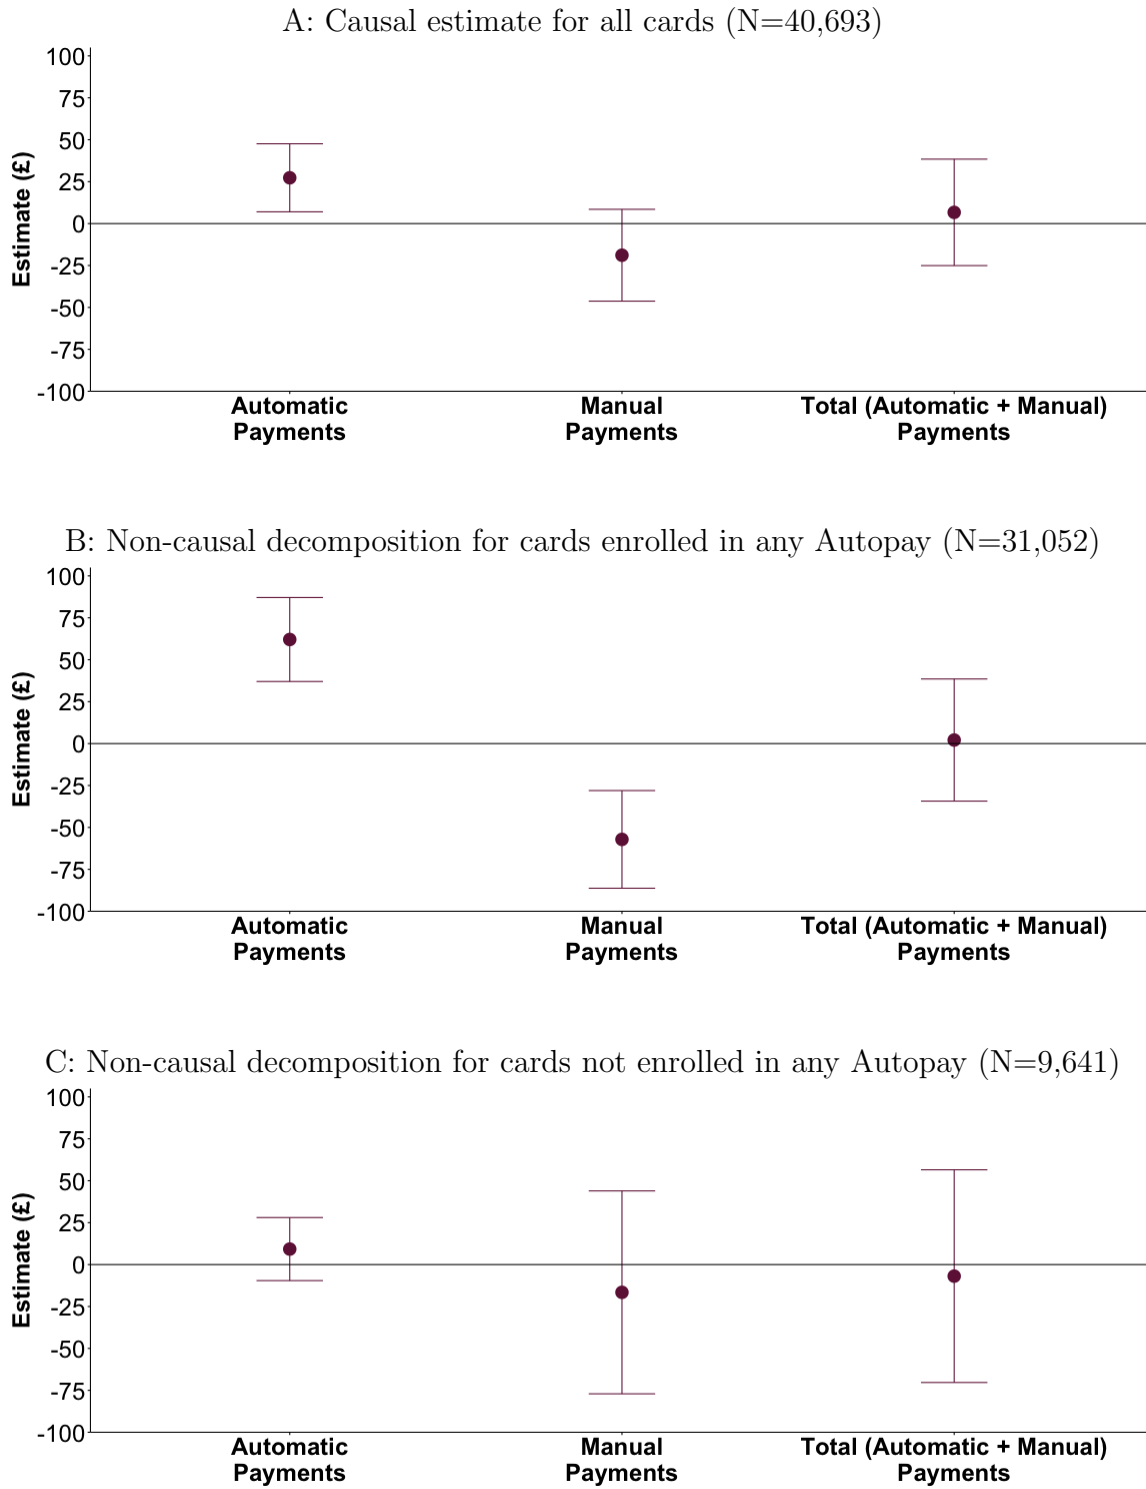 A: Causal estimate for all cards (N=40,693)
Estimate (£)
100
75
50
25
0
-25
-50
-75
-100
Automatic Payments
Manual Payments
Total (Automatic + Manual) Payments
B: Non-causal decomposition for cards enrolled in any Autopay (N=31,052)
Estimate (£)
100
75
50
25
0
-25
-50
-75
-100
Automatic Payments
Manual Payments
Total (Automatic + Manual) Payments
C: Non-causal decomposition for cards not enrolled in any Autopay (N=9,641)
Estimate (£)
100
75
50
25
0
-25
-50
-75
-100
Automatic Payments
Manual Payments
Total (Automatic + Manual) Payments